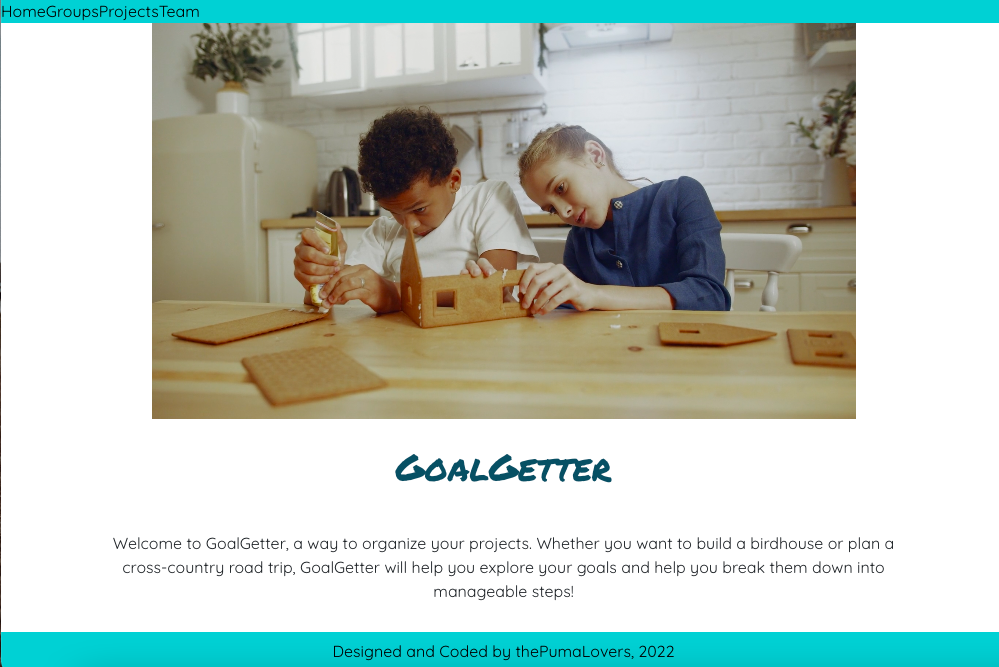 HomeGroupsProjectsTeam
GoalGetter
Welcome to GoalGetter, a way to organize your projects. Whether you want to build a birdhouse or plan a
cross-country road trip, GoalGetter will help you explore your goals and help you break them down into
manageable steps!
Designed and Coded by thePumaLovers, 2022